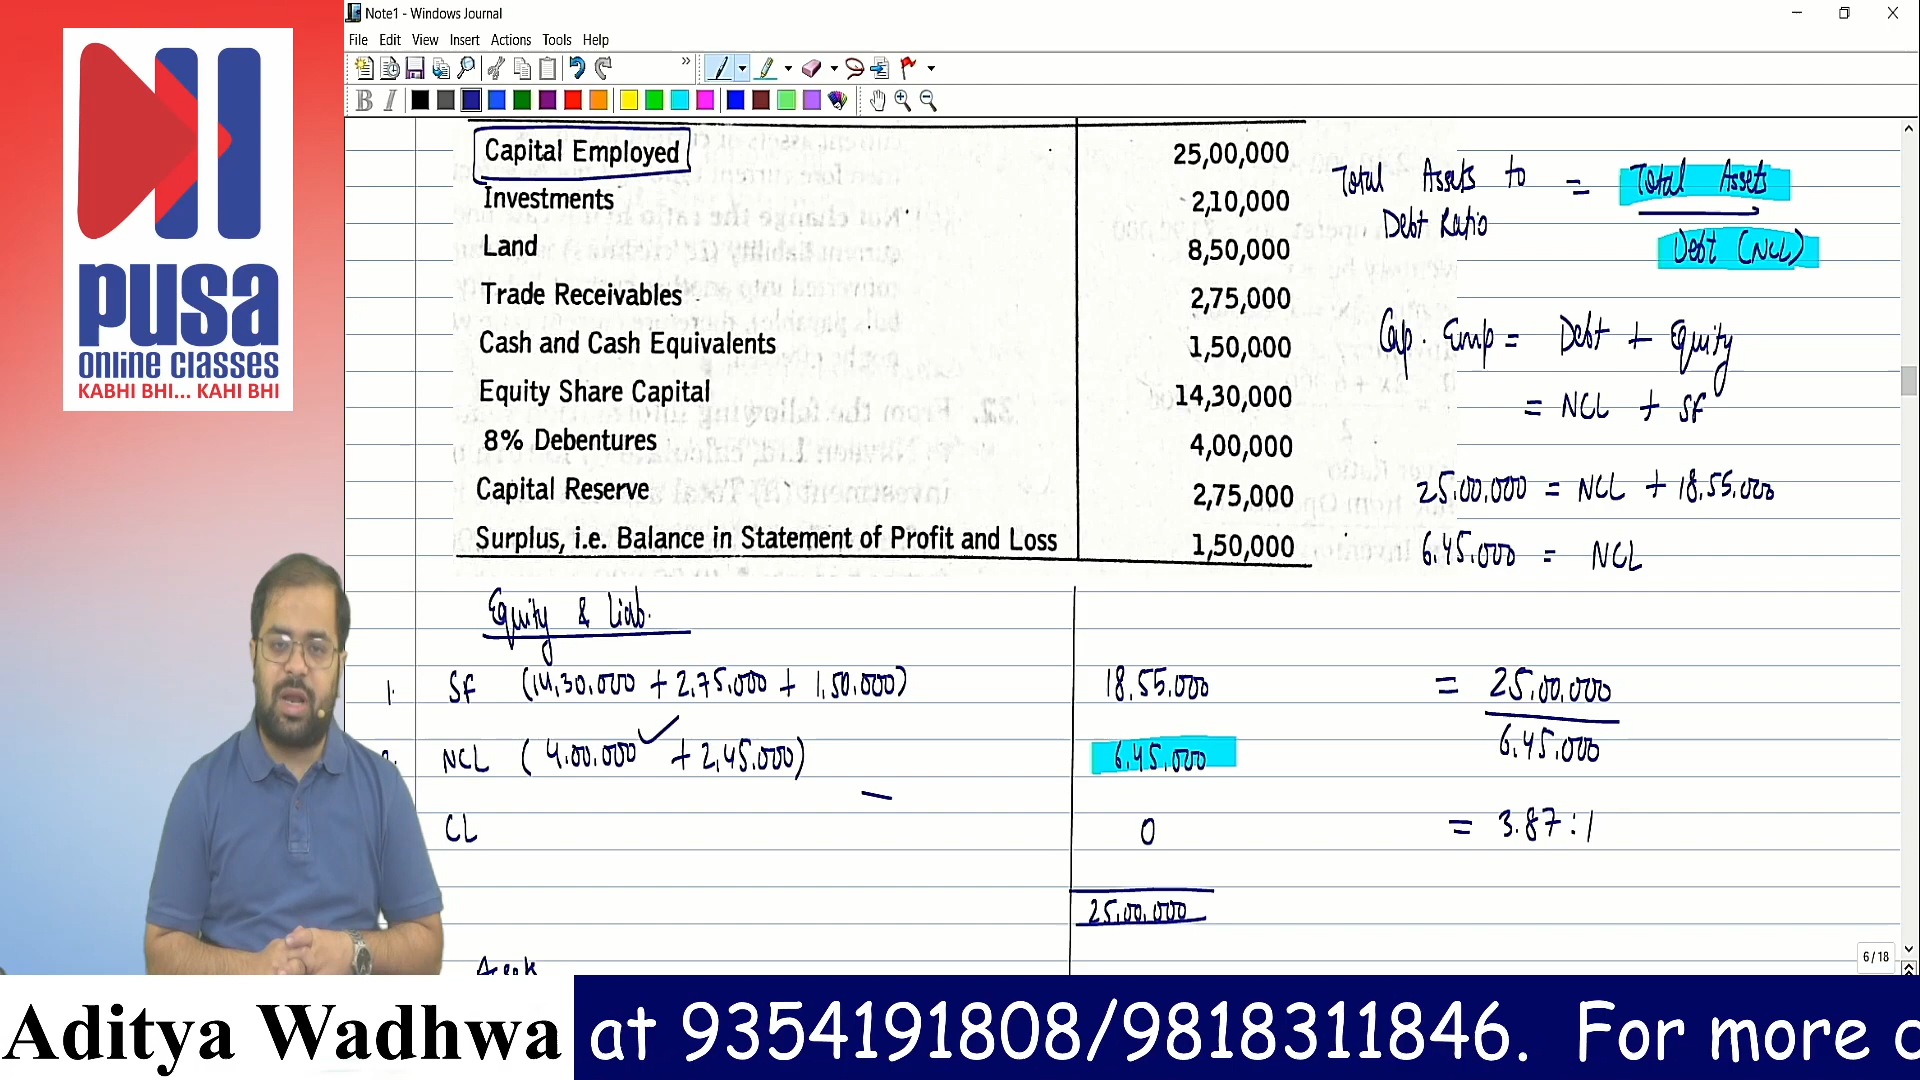 Note1 - Windows Journal
File Edit View Insert Actions Tools Help
PUSA
ONLINE CLASSES
KABHI BHI... KAHI BHI
Capital Employed 25,00,000
Investments 2,10,000
Land 8,50,000
Trade Receivables 2,75,000
Cash and Cash Equivalents 1,50,000
Equity Share Capital 14,30,000
8% Debentures 4,00,000
Capital Reserve 2,75,000
Surplus, i.e. Balance in Statement of Profit and Loss 1,50,000
Total Assets to Debt Ratio = Total Assets
Debt (NCL)
Cap. Emp = Debt + Equity
= NCL + SF
25,00,000 = NCL + 18,55,000
6,45,000 = NCL
Equity & Liab.
1. SF (14,30,000 + 2,75,000 + 1,50,000) 18,55,000
NCL (4,00,000 + 2,45,000) 6,45,000
CL 0
25,00,000
= 25,00,000
6,45,000
= 3.87:1
6 / 18
Aditya Wadhwa
at 9354191808/9818311846. For more